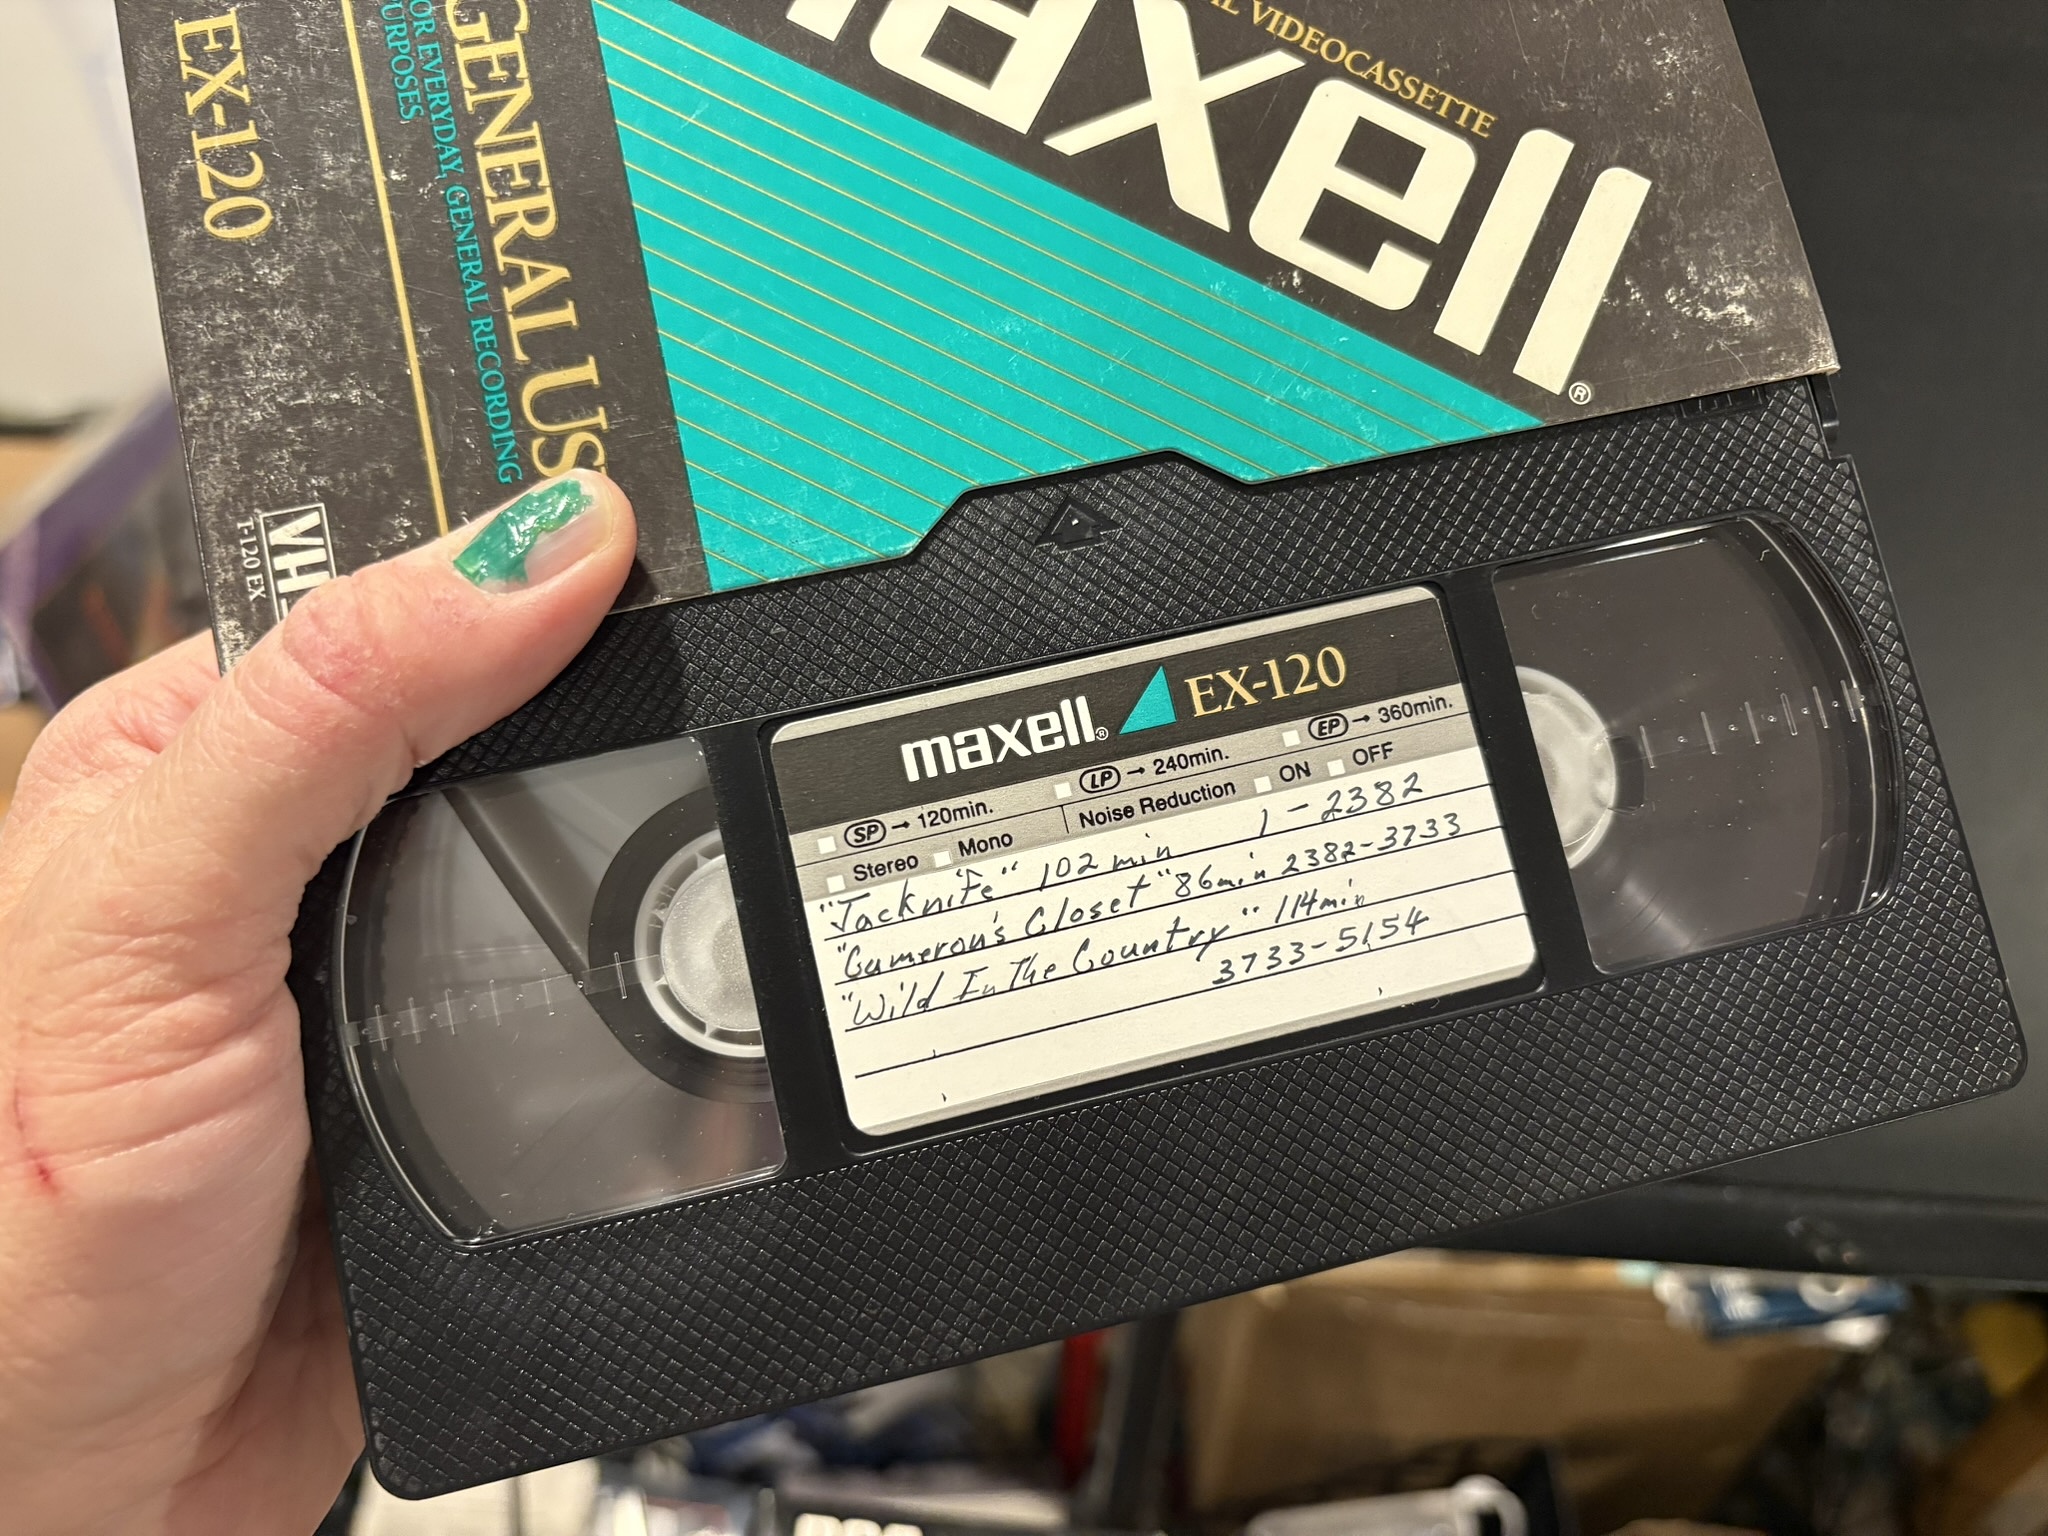 EX-120
GENERAL US
OR EVERYDAY, GENERAL RECORDING
URPOSES
VH
T-120 EX
VIDEOCASSETTE
axell®
maxell® EX-120
SP → 120min. LP → 240min. EP → 360min.
Stereo Mono Noise Reduction ON OFF
"Jacknife" 102 min 1-2382
"Cameron's Closet" 86min 2382-3733
"Wild In The Country" 114min
3733-5154